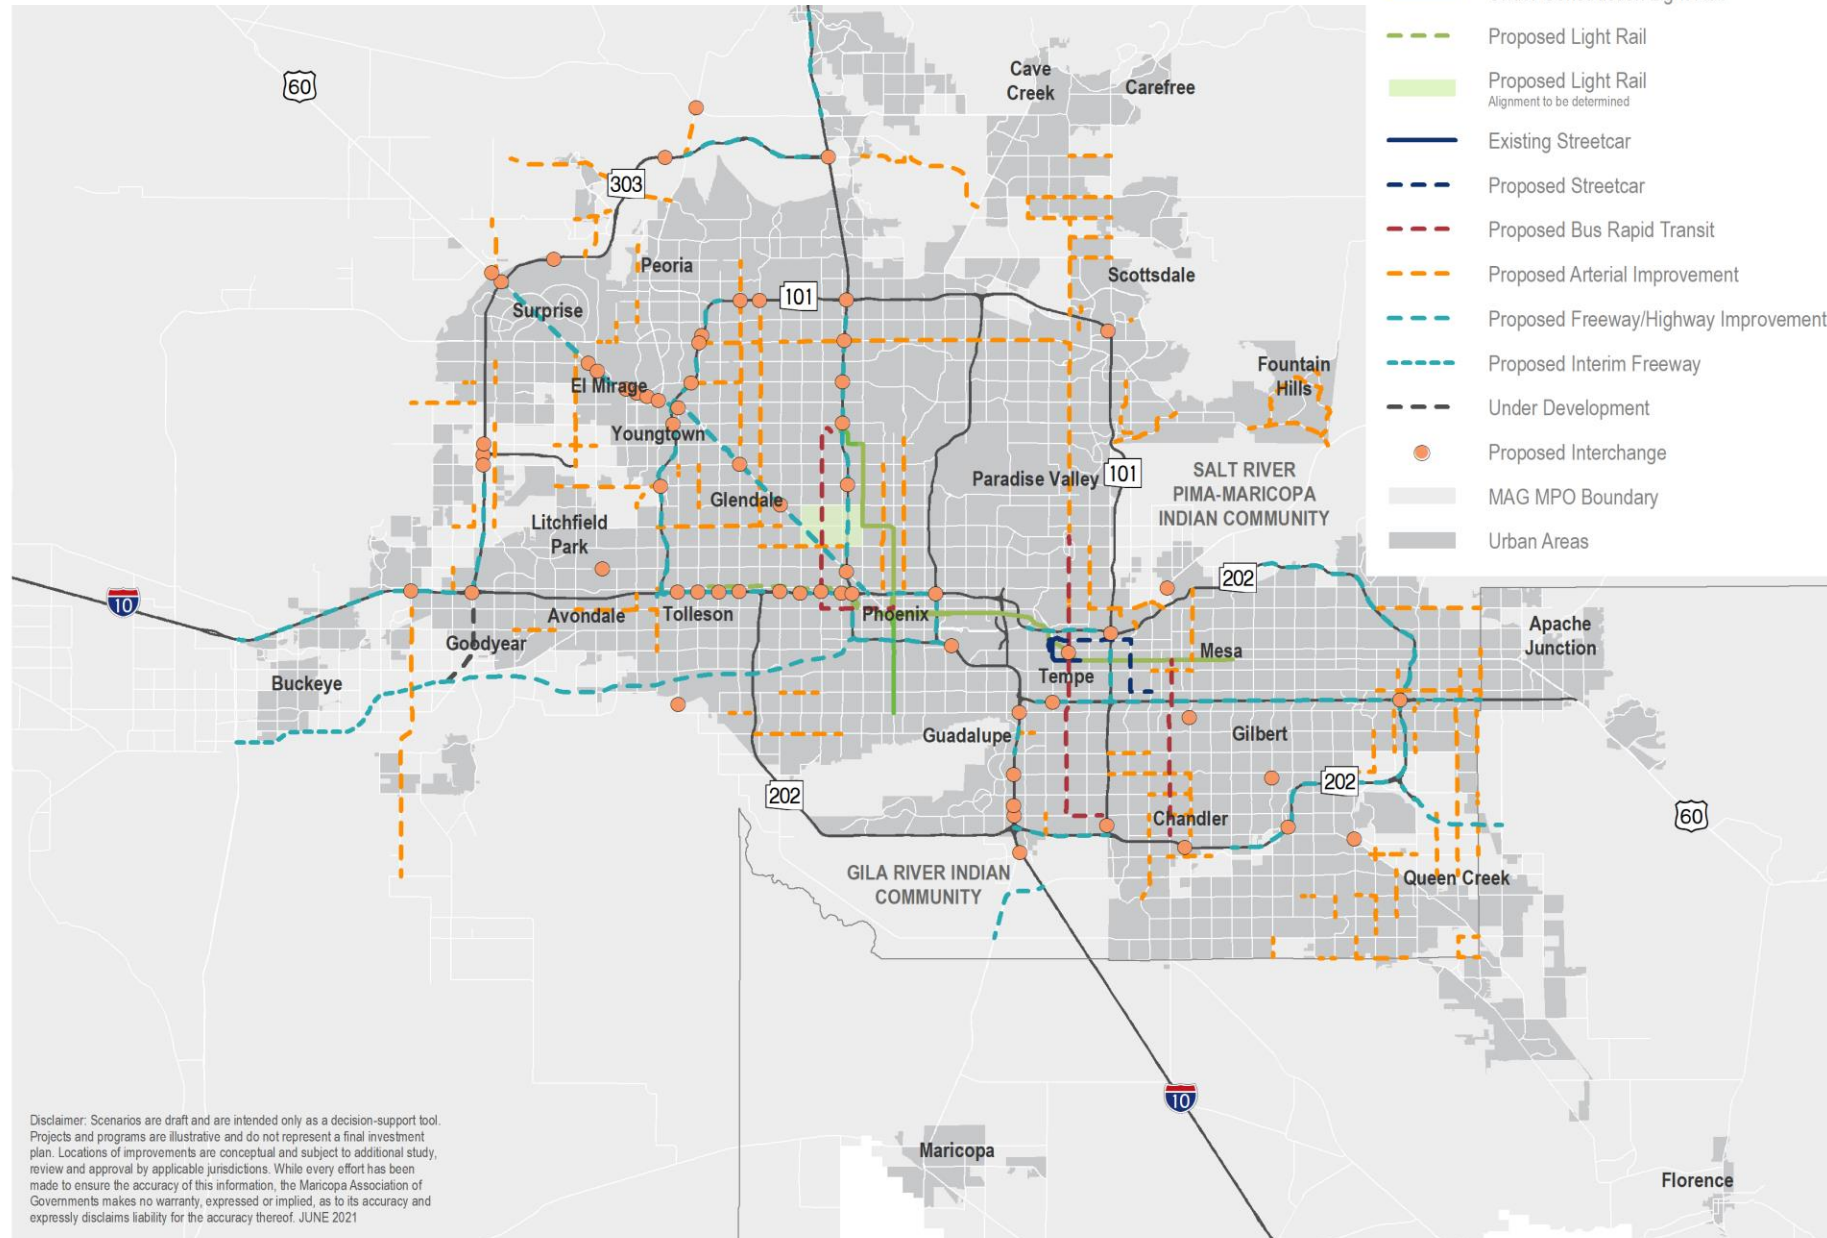 Proposed Light Rail
Proposed Light Rail
Alignment to be determined
Existing Streetcar
Proposed Streetcar
Proposed Bus Rapid Transit
Proposed Arterial Improvement
Proposed Freeway/Highway Improvement
Proposed Interim Freeway
Under Development
Proposed Interchange
MAG MPO Boundary
Urban Areas
60
Cave
Creek
Carefree
303
Peoria
101
Scottsdale
Surprise
Fountain
Hills
El Mirage
Youngtown
Paradise Valley
101
SALT RIVER
PIMA-MARICOPA
INDIAN COMMUNITY
Glendale
Litchfield
Park
202
10
Avondale
Tolleson
Phoenix
Apache
Junction
Goodyear
Mesa
Buckeye
Tempe
Guadalupe
Gilbert
202
202
Chandler
60
GILA RIVER INDIAN
COMMUNITY
Queen Creek
10
Maricopa
Florence
Disclaimer: Scenarios are draft and are intended only as a decision-support tool.
Projects and programs are illustrative and do not represent a final investment
plan. Locations of improvements are conceptual and subject to additional study,
review and approval by applicable jurisdictions. While every effort has been
made to ensure the accuracy of this information, the Maricopa Association of
Governments makes no warranty, expressed or implied, as to its accuracy and
expressly disclaims liability for the accuracy thereof. JUNE 2021